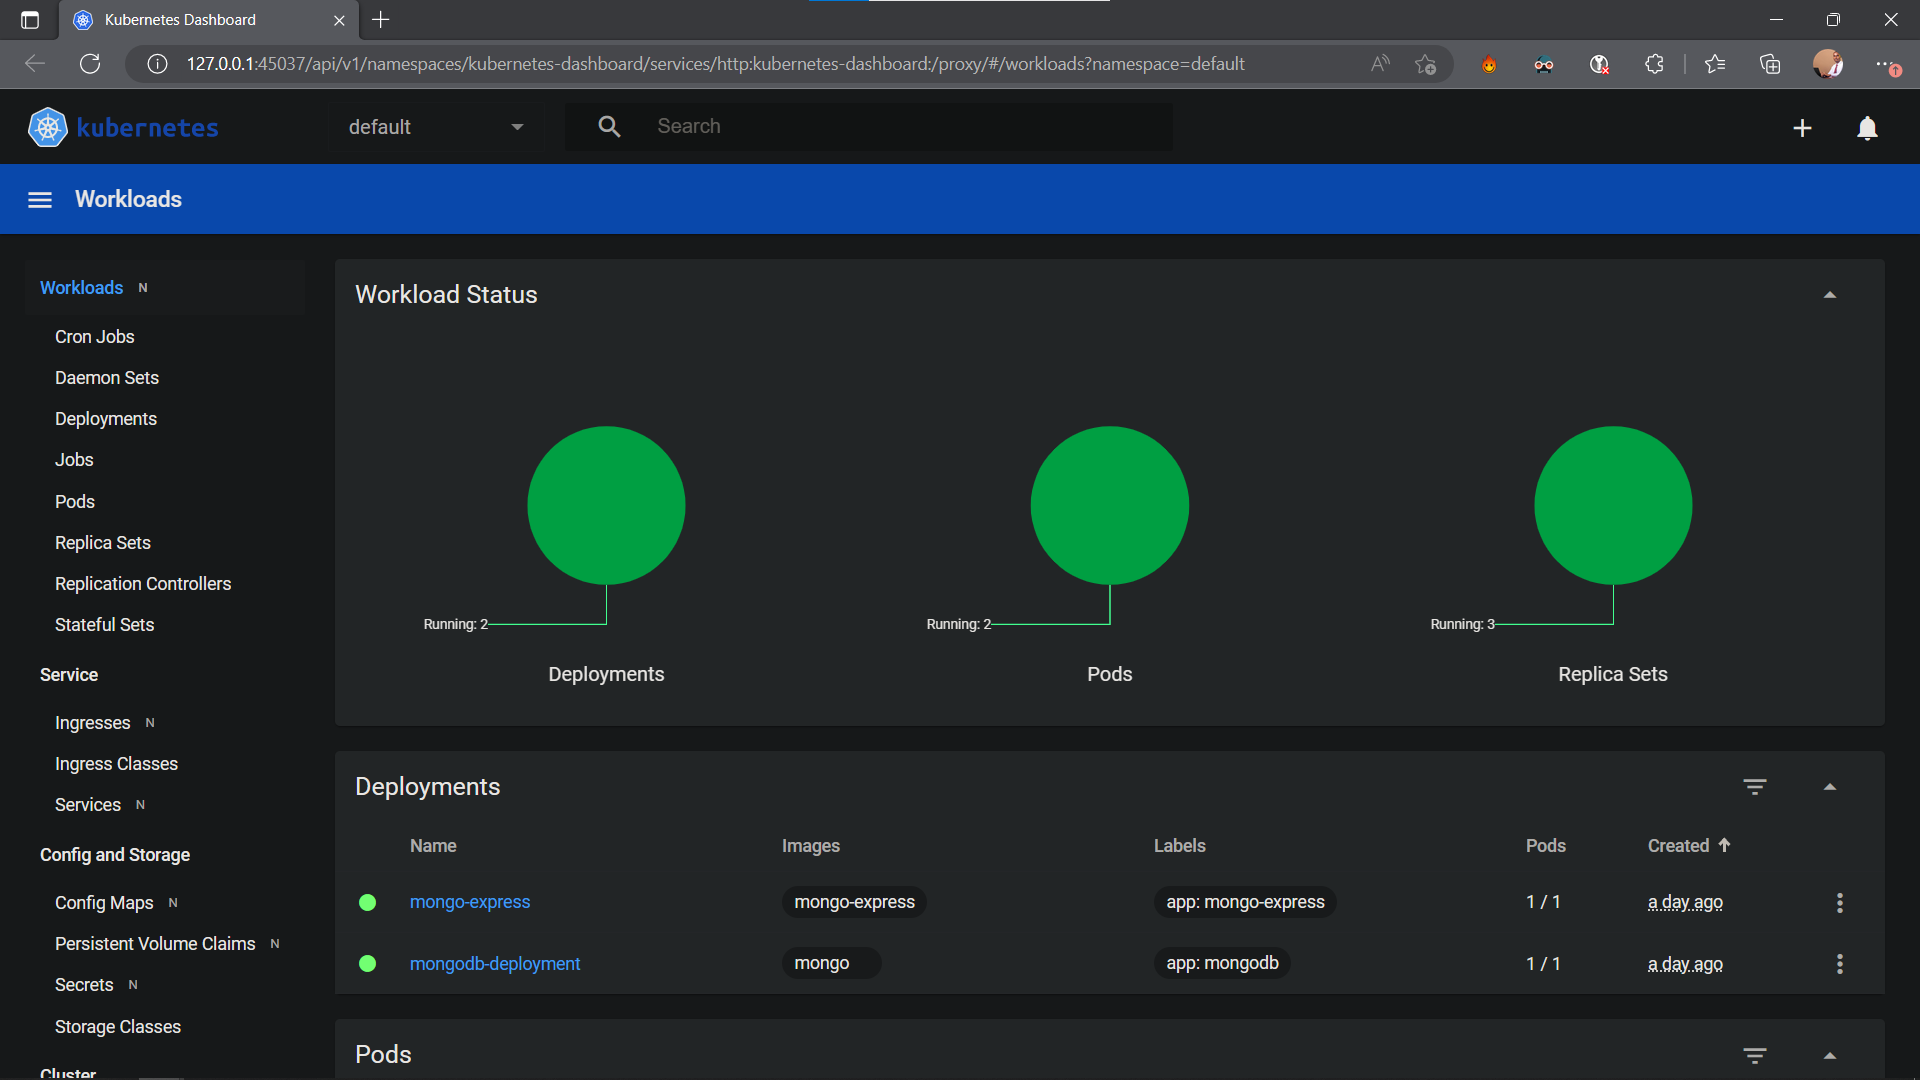 Kubernetes Dashboard
127.0.0.1:45037/api/v1/namespaces/kubernetes-dashboard/services/http:kubernetes-dashboard:/proxy/#/workloads?namespace=default
kubernetes
default
Search
Workloads
Workloads N
Cron Jobs
Daemon Sets
Deployments
Jobs
Pods
Replica Sets
Replication Controllers
Stateful Sets
Service
Ingresses N
Ingress Classes
Services N
Config and Storage
Config Maps N
Persistent Volume Claims N
Secrets N
Storage Classes
Cluster
Workload Status
Running: 2
Deployments
Running: 2
Pods
Running: 3
Replica Sets
Deployments
Name Images Labels Pods Created
mongo-express mongo-express app: mongo-express 1 / 1 a day ago
mongodb-deployment mongo app: mongodb 1 / 1 a day ago
Pods